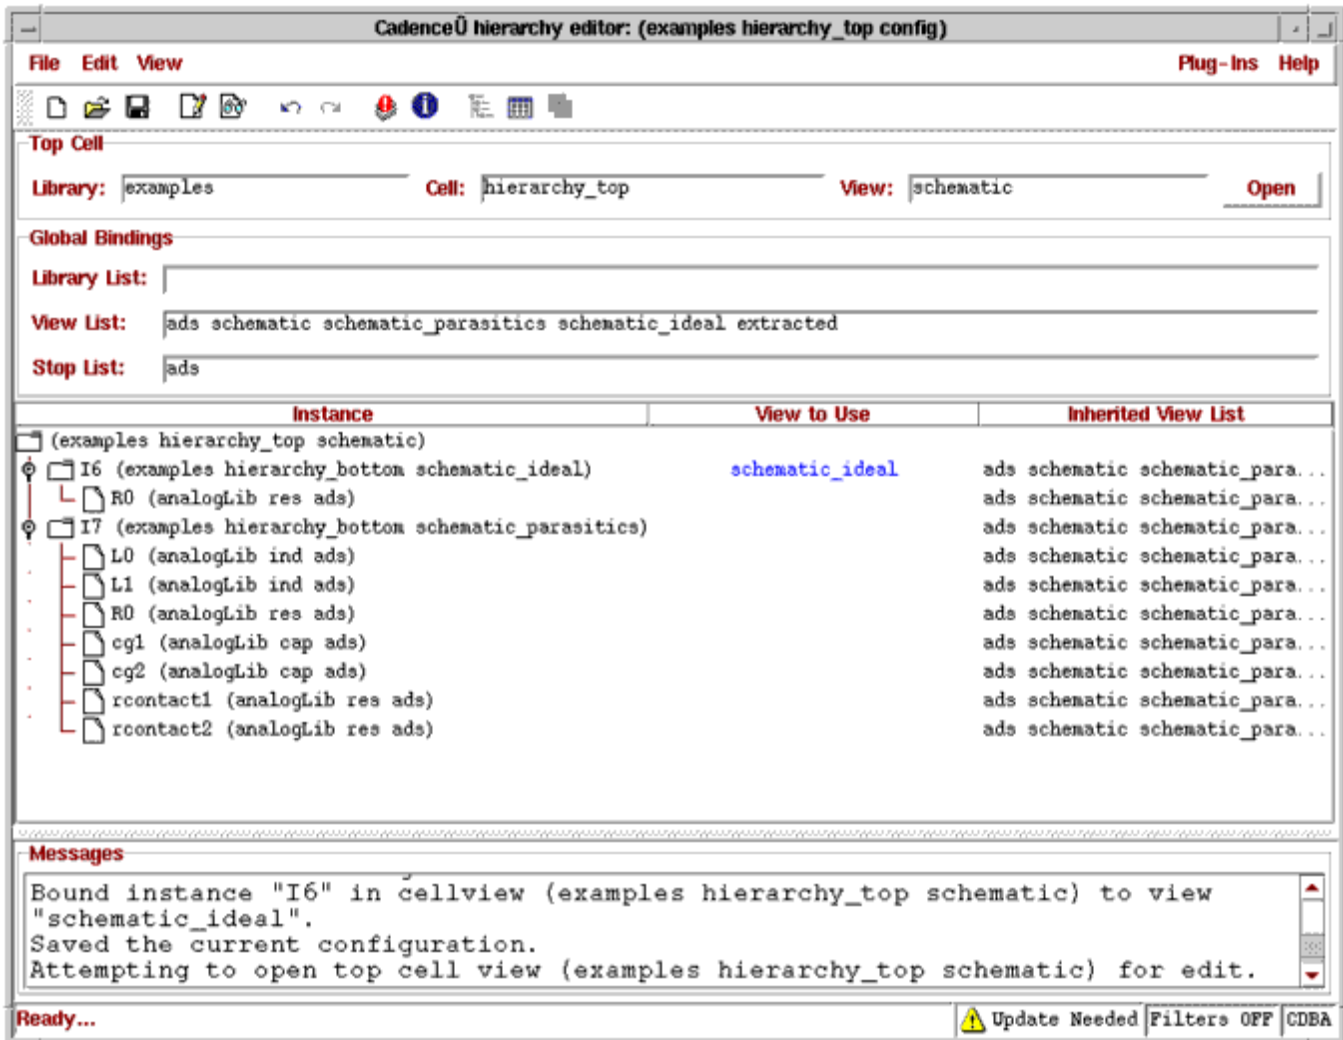 CadenceÛ hierarchy editor: (examples hierarchy_top config)
File Edit View Plug-Ins Help
Top Cell
Library: examples Cell: hierarchy_top View: schematic Open
Global Bindings
Library List:
View List: ads schematic schematic_parasitics schematic_ideal extracted
Stop List: ads
Instance View to Use Inherited View List
(examples hierarchy_top schematic)
I6 (examples hierarchy_bottom schematic_ideal) schematic_ideal ads schematic schematic_para...
R0 (analogLib res ads) ads schematic schematic_para...
I7 (examples hierarchy_bottom schematic_parasitics) ads schematic schematic_para...
L0 (analogLib ind ads) ads schematic schematic_para...
L1 (analogLib ind ads) ads schematic schematic_para...
R0 (analogLib res ads) ads schematic schematic_para...
cg1 (analogLib cap ads) ads schematic schematic_para...
cg2 (analogLib cap ads) ads schematic schematic_para...
rcontact1 (analogLib res ads) ads schematic schematic_para...
rcontact2 (analogLib res ads) ads schematic schematic_para...
Messages
Bound instance "I6" in cellview (examples hierarchy_top schematic) to view
"schematic_ideal".
Saved the current configuration.
Attempting to open top cell view (examples hierarchy_top schematic) for edit.
Ready... Update Needed Filters OFF CDBA